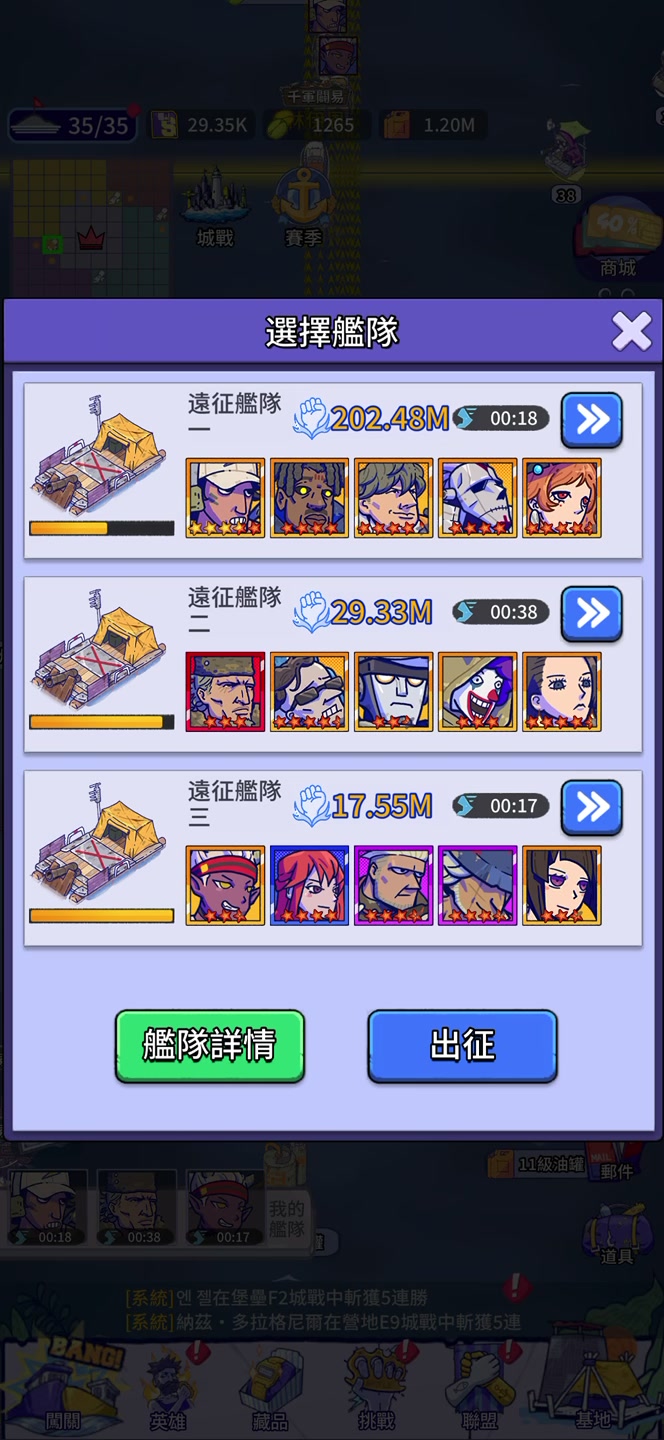 千軍關易
35/35
29.35K
1265
1.20M
38
40%
城戰
賽季
商城
選擇艦隊
遠征艦隊
一
202.48M
00:18
遠征艦隊
二
29.33M
00:38
遠征艦隊
三
17.55M
00:17
艦隊詳情
出征
11級油罐
MAIL
郵件
00:18
00:38
00:17
我的
艦隊
道具
[系統]엔 젤在堡壘F2城戰中斬獲5連勝
[系統]納茲·多拉格尼爾在營地E9城戰中斬獲5連
BANG!
闖關
英雄
藏品
挑戰
聯盟
基地